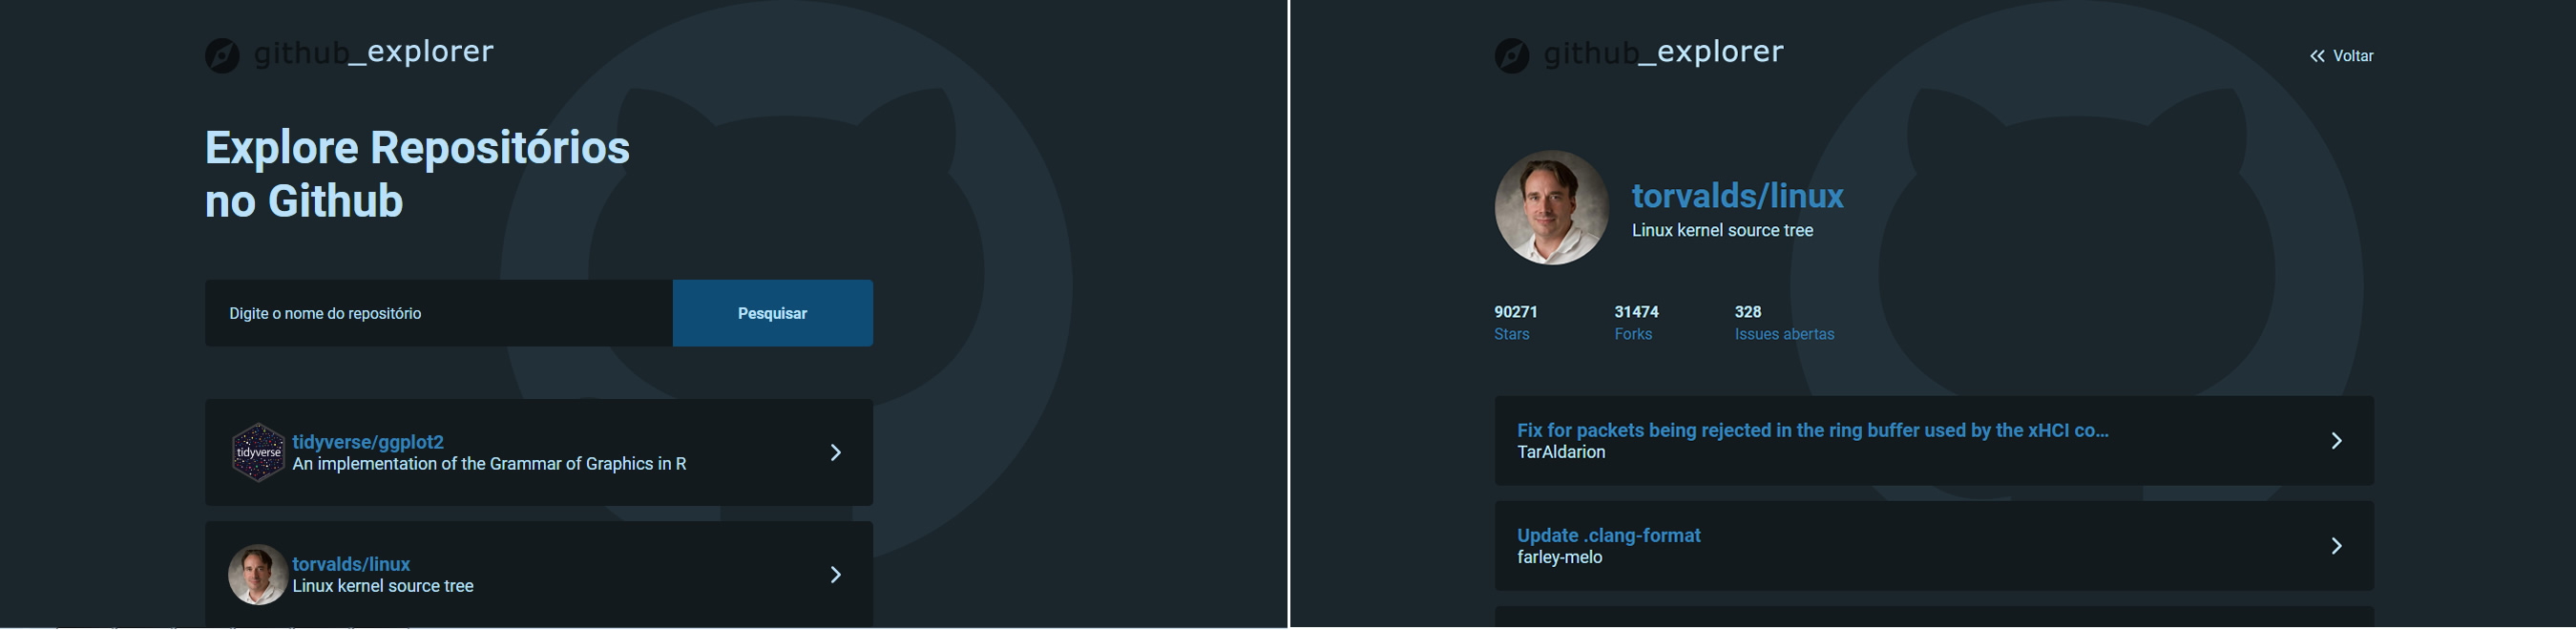 github_explorer
Explore Repositórios
no Github
Digite o nome do repositório
Pesquisar
tidyverse
tidyverse/ggplot2
An implementation of the Grammar of Graphics in R
torvalds/linux
Linux kernel source tree
github_explorer
Voltar
torvalds/linux
Linux kernel source tree
90271
Stars
31474
Forks
328
Issues abertas
Fix for packets being rejected in the ring buffer used by the xHCI co...
TarAldarion
Update .clang-format
farley-melo